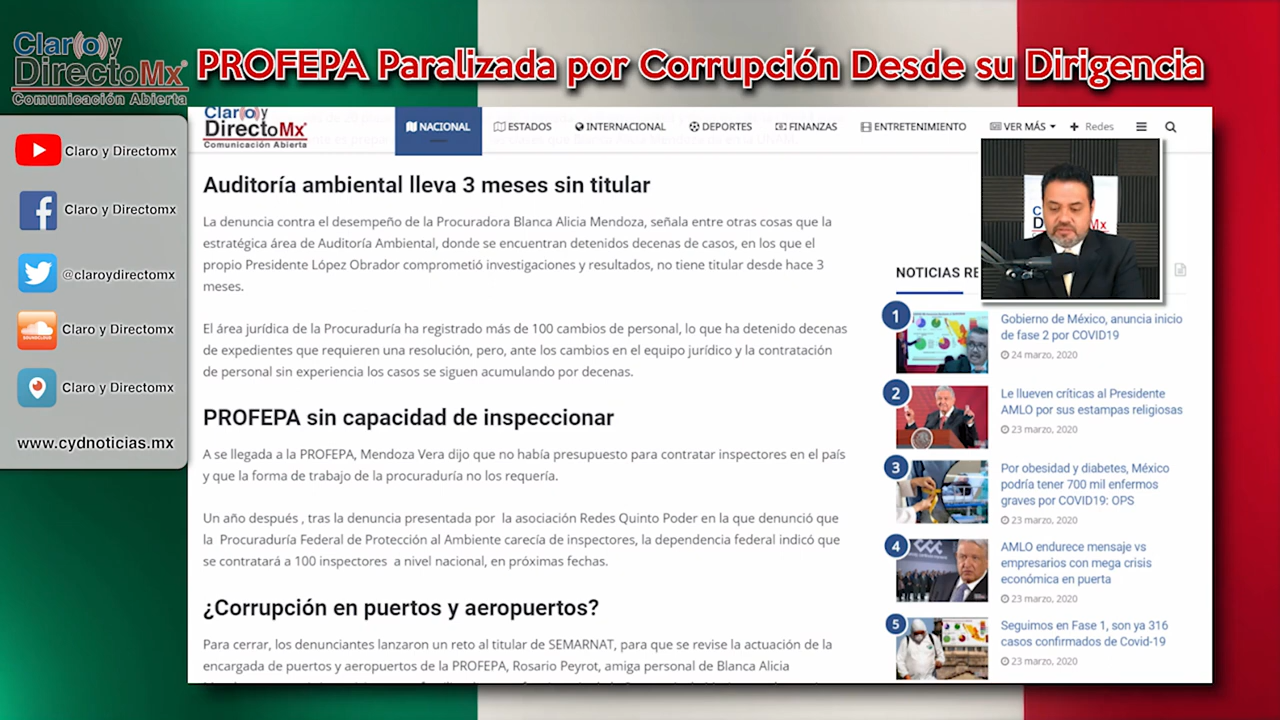 Claro y
DirectoMx
Comunicación Abierta
PROFEPA Paralizada por Corrupción Desde su Dirigencia
Claro y Directomx
Claro y Directomx
@claroydirectomx
SOUNDCLOUD
Claro y Directomx
Claro y Directomx
www.cydnoticias.mx
Claro y
DirectoMx
Comunicación Abierta
NACIONAL ESTADOS INTERNACIONAL DEPORTES FINANZAS ENTRETENIMIENTO VER MÁS Redes
Auditoría ambiental lleva 3 meses sin titular
La denuncia contra el desempeño de la Procuradora Blanca Alicia Mendoza, señala entre otras cosas que la
estratégica área de Auditoría Ambiental, donde se encuentran detenidos decenas de casos, en los que el
propio Presidente López Obrador comprometió investigaciones y resultados, no tiene titular desde hace 3
meses.
El área jurídica de la Procuraduría ha registrado más de 100 cambios de personal, lo que ha detenido decenas
de expedientes que requieren una resolución, pero, ante los cambios en el equipo jurídico y la contratación
de personal sin experiencia los casos se siguen acumulando por decenas.
PROFEPA sin capacidad de inspeccionar
A se llegada a la PROFEPA, Mendoza Vera dijo que no había presupuesto para contratar inspectores en el país
y que la forma de trabajo de la procuraduría no los requería.
Un año después , tras la denuncia presentada por la asociación Redes Quinto Poder en la que denunció que
la Procuraduría Federal de Protección al Ambiente carecía de inspectores, la dependencia federal indicó que
se contratará a 100 inspectores a nivel nacional, en próximas fechas.
¿Corrupción en puertos y aeropuertos?
Para cerrar, los denunciantes lanzaron un reto al titular de SEMARNAT, para que se revise la actuación de la
encargada de puertos y aeropuertos de la PROFEPA, Rosario Peyrot, amiga personal de Blanca Alicia
NOTICIAS RE
1
Gobierno de México, anuncia inicio
de fase 2 por COVID19
24 marzo, 2020
2
Le llueven críticas al Presidente
AMLO por sus estampas religiosas
23 marzo, 2020
3
Por obesidad y diabetes, México
podría tener 700 mil enfermos
graves por COVID19: OPS
23 marzo, 2020
4
AMLO endurece mensaje vs
empresarios con mega crisis
económica en puerta
23 marzo, 2020
5
Seguimos en Fase 1, son ya 316
casos confirmados de Covid-19
23 marzo, 2020